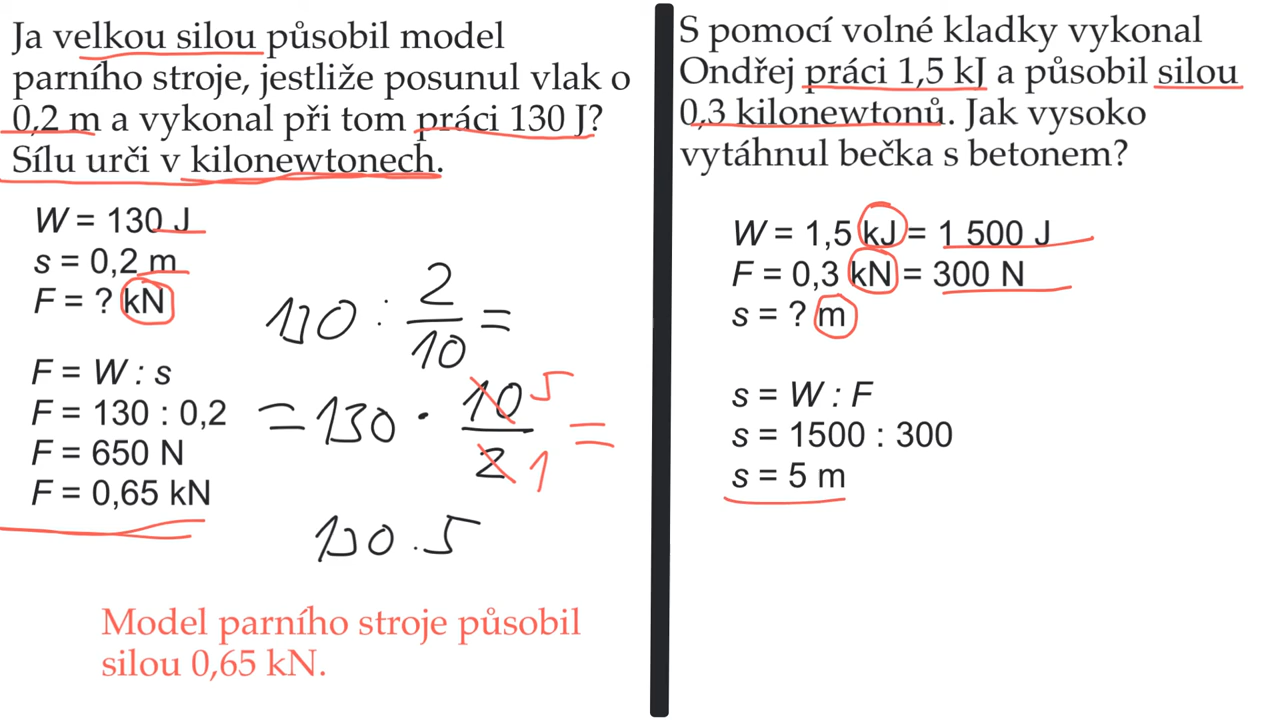 Ja velkou silou působil model
parního stroje, jestliže posunul vlak o
0,2 m a vykonal při tom práci 130 J?
Sílu urči v kilonewtonech.
W = 130 J
s = 0,2 m
F = ? kN
F = W : s
F = 130 : 0,2
F = 650 N
F = 0,65 kN
130 : 2/10 =
= 130 · 10/2 5 1 =
130 . 5
Model parního stroje působil
silou 0,65 kN.
S pomocí volné kladky vykonal
Ondřej práci 1,5 kJ a působil silou
0,3 kilonewtonů. Jak vysoko
vytáhnul bečka s betonem?
W = 1,5 kJ = 1 500 J
F = 0,3 kN = 300 N
s = ? m
s = W : F
s = 1500 : 300
s = 5 m